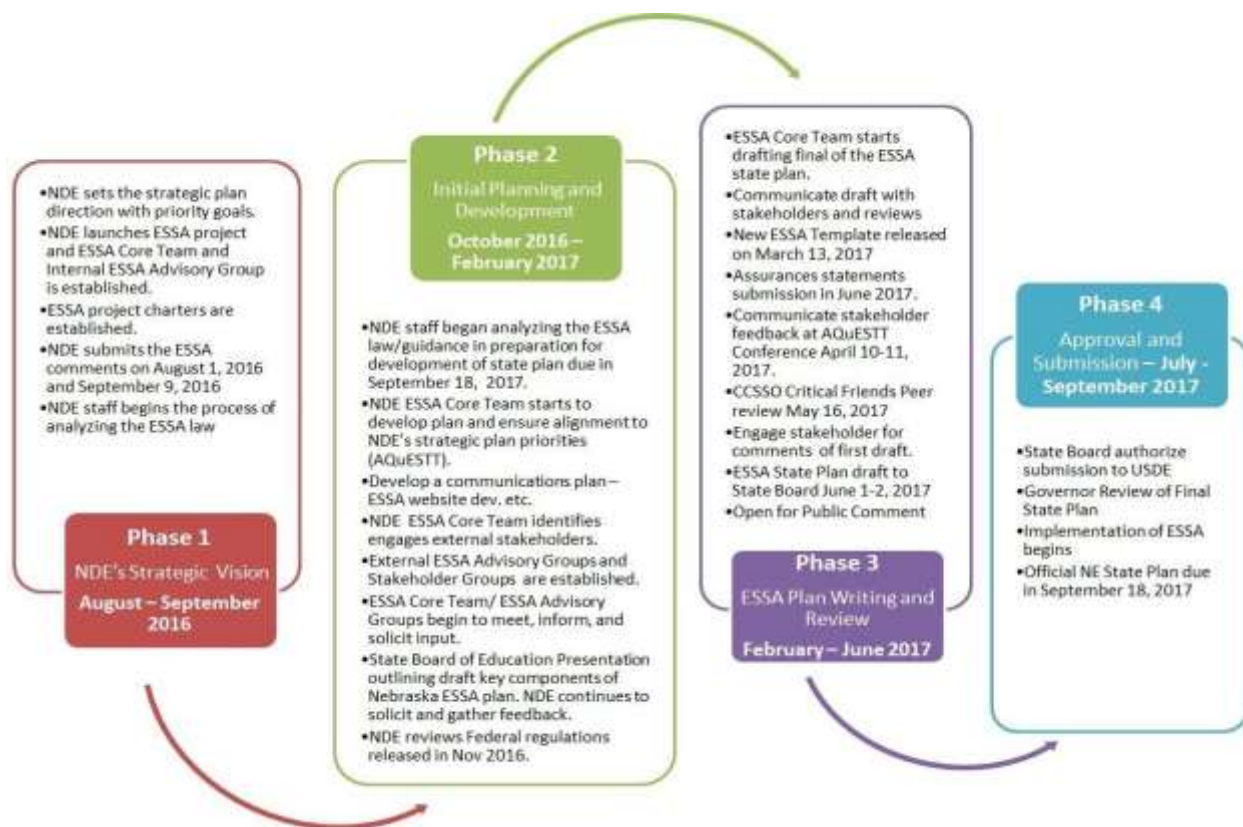 •NDE sets the strategic plan
direction with priority goals.
•NDE launches ESSA project
and ESSA Core Team and
Internal ESSA Advisory Group
is established.
•ESSA project charters are
established.
•NDE submits the ESSA
comments on August 1, 2016
and September 9, 2016
•NDE staff begins the process of
analyzing the ESSA law
Phase 1
NDE's Strategic Vision
August – September
2016
Phase 2
Initial Planning and
Development
October 2016 –
February 2017
•NDE staff began analyzing the ESSA
law/guidance in preparation for
development of state plan due in
September 18, 2017.
•NDE ESSA Core Team starts to
develop plan and ensure alignment to
NDE's strategic plan priorities
(AQuESTT).
•Develop a communications plan –
ESSA website dev. etc.
•NDE ESSA Core Team identifies
engages external stakeholders.
•External ESSA Advisory Groups and
Stakeholder Groups are established.
•ESSA Core Team/ ESSA Advisory
Groups begin to meet, inform, and
solicit input.
•State Board of Education Presentation
outlining draft key components of
Nebraska ESSA plan. NDE continues to
solicit and gather feedback.
•NDE reviews Federal regulations
released in Nov 2016.
•ESSA Core Team starts
drafting final of the ESSA
state plan.
•Communicate draft with
stakeholders and reviews
•New ESSA Template released
on March 13, 2017
•Assurances statements
submission in June 2017.
•Communicate stakeholder
feedback at AQuESTT
Conference April 10-11,
2017.
•CCSSO Critical Friends Peer
review May 16, 2017
•Engage stakeholder for
comments of first draft.
•ESSA State Plan draft to
State Board June 1-2, 2017
•Open for Public Comment
Phase 3
ESSA Plan Writing and
Review
February – June 2017
Phase 4
Approval and
Submission – July -
September 2017
•State Board authorize
submission to USDE
•Governor Review of Final
State Plan
•Implementation of ESSA
begins
•Official NE State Plan due
in September 18, 2017